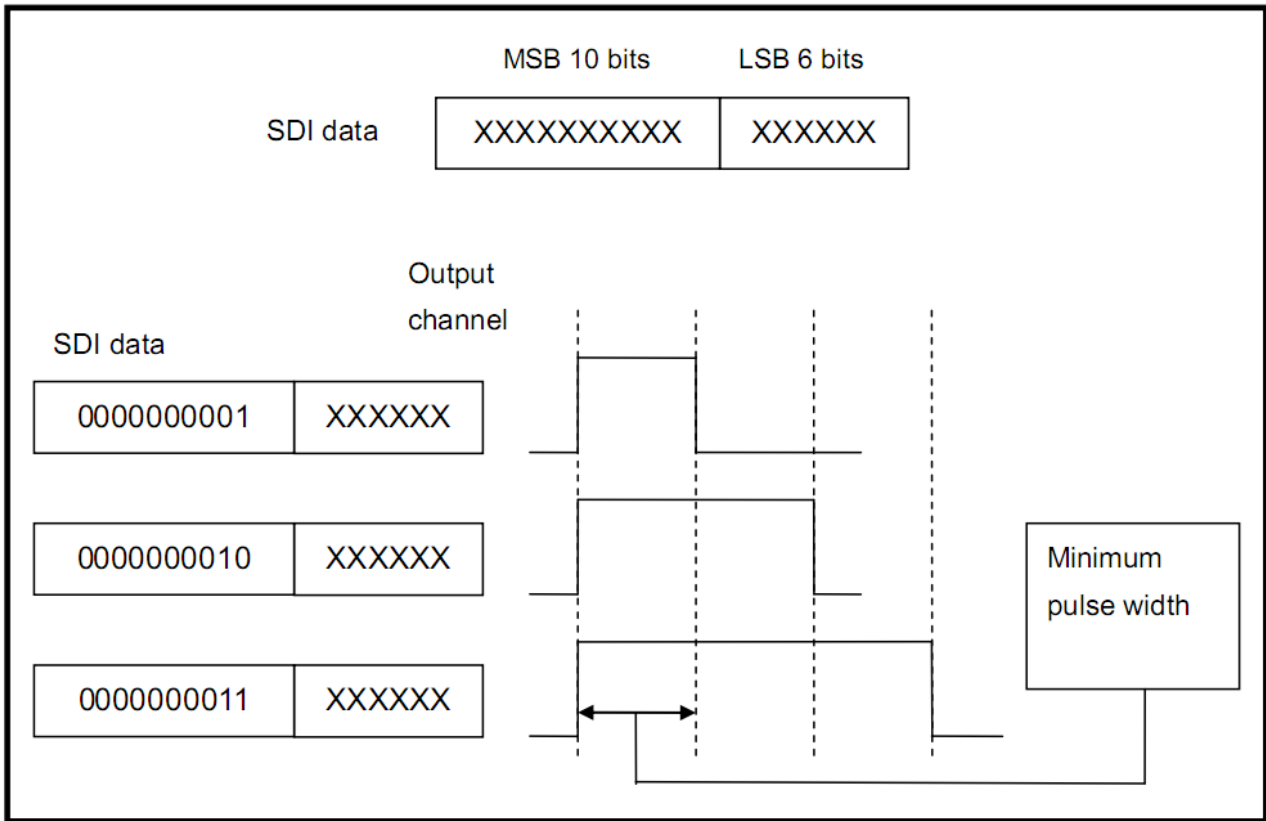 MSB 10 bits LSB 6 bits
SDI data XXXXXXXXXX XXXXXX
Output
channel
SDI data
0000000001 XXXXXX
0000000010 XXXXXX
Minimum
pulse width
0000000011 XXXXXX